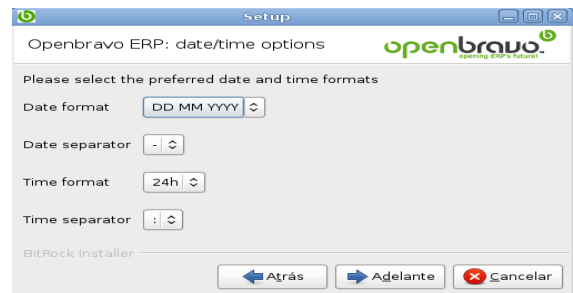 Setup
Openbravo ERP: date/time options
openbravo.
opening ERP's future!
Please select the preferred date and time formats
Date format DD MM YYYY
Date separator -
Time format 24h
Time separator :
BitRock Installer
Atrás Adelante Cancelar